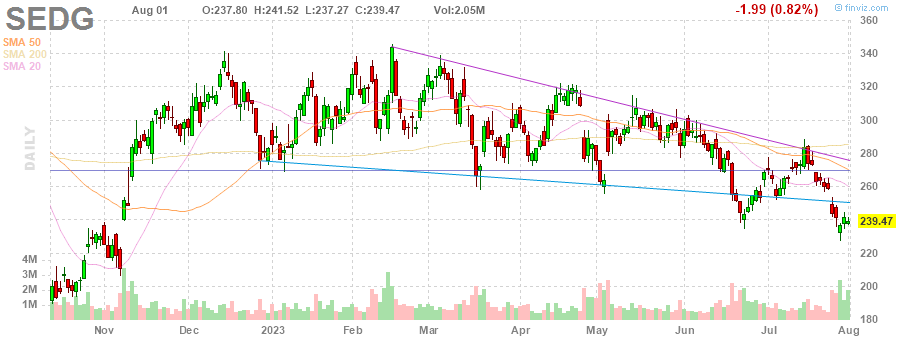 SEDG
Aug 01 O:237.80 H:241.52 L:237.27 C:239.47 Vol:2.05M -1.99 (0.82%)
© finviz.com
SMA 50
SMA 200
SMA 20
DAILY
360
340
320
300
280
260
239.47
220
200
180
4M
3M
2M
1M
Nov Dec 2023 Feb Mar Apr May Jun Jul Aug